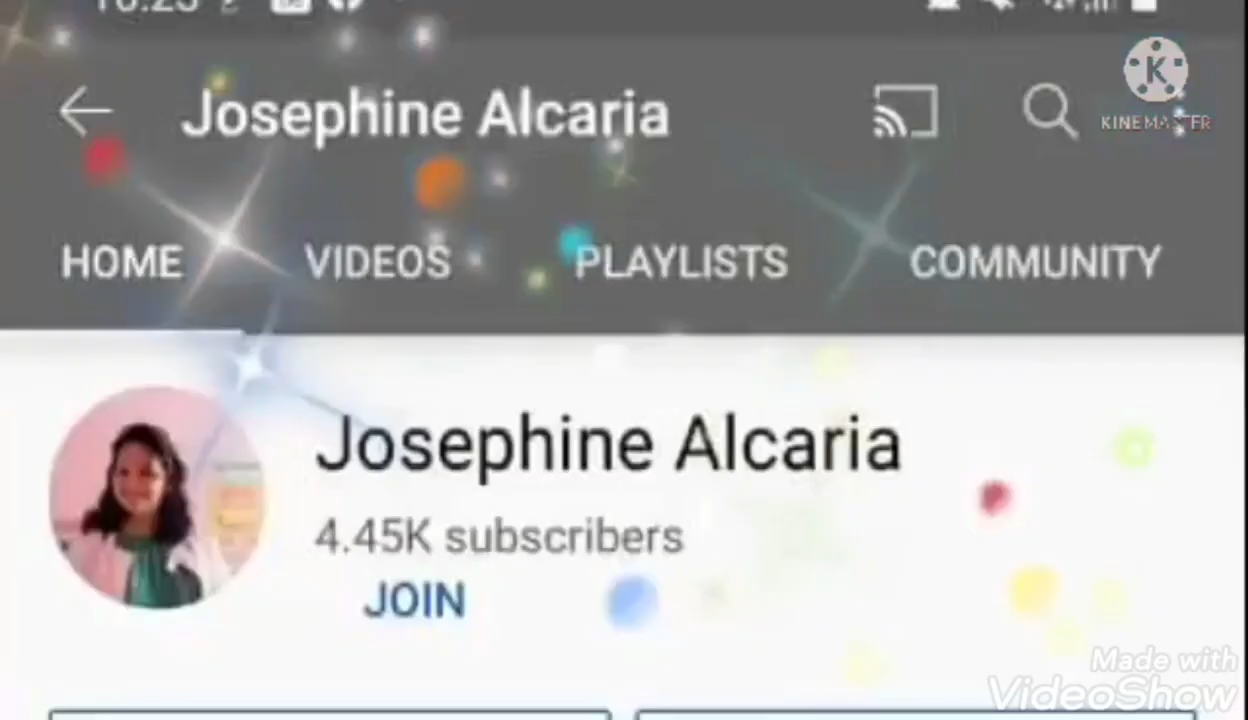 Josephine Alcaria
KINEMASTER
HOME VIDEOS PLAYLISTS COMMUNITY
Josephine Alcaria
4.45K subscribers
JOIN
Made with
VideoShow